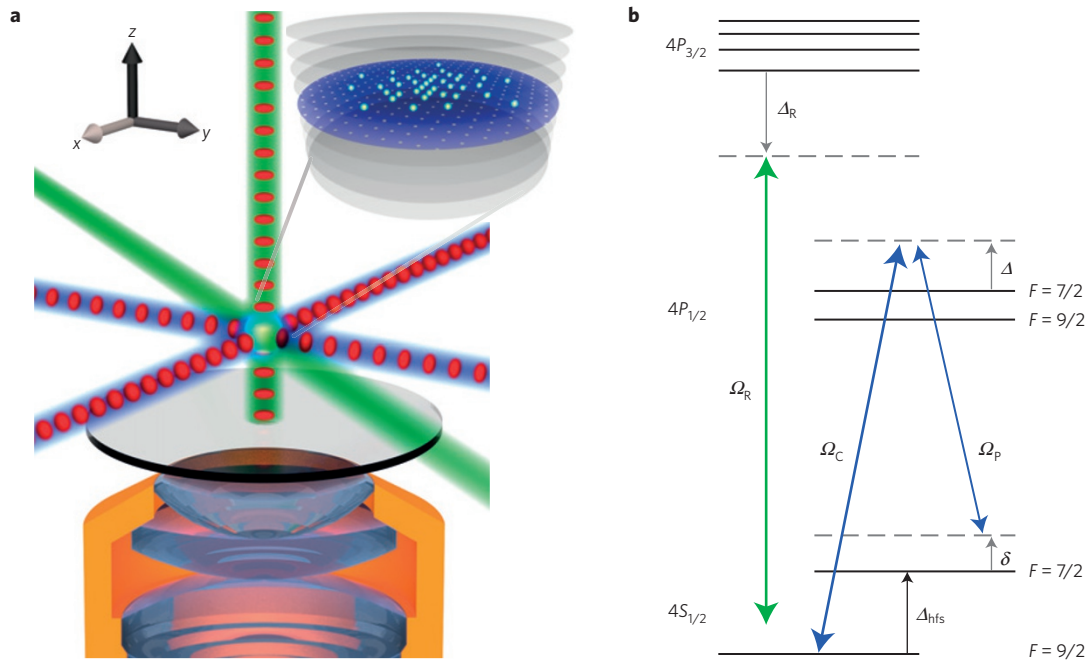 a
z
x
y
b
4P3/2
ΔR
Δ
F = 7/2
4P1/2
F = 9/2
ΩR
ΩC
ΩP
δ
F = 7/2
4S1/2
Δhfs
F = 9/2